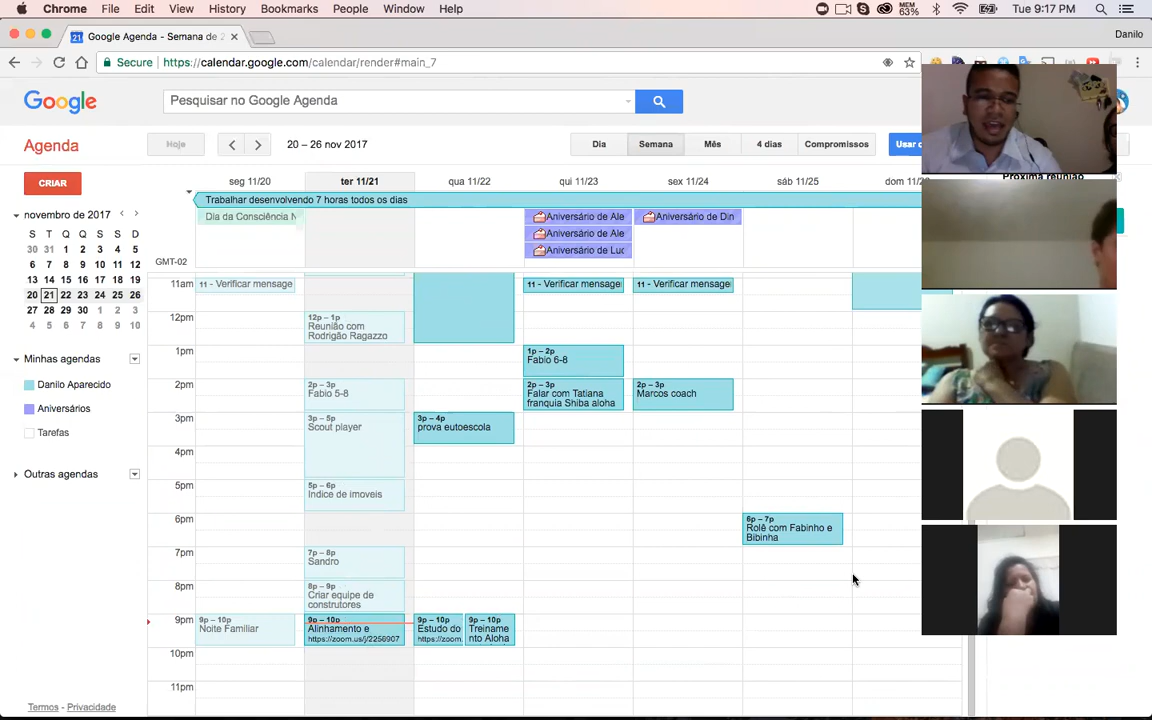 Chrome File Edit View History Bookmarks People Window Help MEM 63% Tue 9:17 PM
21 Google Agenda - Semana de 2
Danilo
Secure https://calendar.google.com/calendar/render#main_7
Google Pesquisar no Google Agenda
Agenda Hoje 20 – 26 nov 2017 Dia Semana Mês 4 dias Compromissos Usar
CRIAR
seg 11/20 ter 11/21 qua 11/22 qui 11/23 sex 11/24 sáb 11/25 dom
Próxima reunião
Trabalhar desenvolvendo 7 horas todos os dias
Dia da Consciência N
Aniversário de Ale
Aniversário de Din
Aniversário de Ale
Aniversário de Luc
GMT-02
novembro de 2017
S T Q Q S S D
30 31 1 2 3 4 5
6 7 8 9 10 11 12
13 14 15 16 17 18 19
20 21 22 23 24 25 26
27 28 29 30 1 2 3
4 5 6 7 8 9 10
Minhas agendas
Danilo Aparecido
Aniversários
Tarefas
Outras agendas
11am
11 - Verificar mensage
11 - Verificar mensage
11 - Verificar mensage
12pm
12p – 1p
Reunião com
Rodrigão Ragazzo
1pm
1p – 2p
Fabio 6-8
2pm
2p – 3p
Fabio 5-8
2p – 3p
Falar com Tatiana
franquia Shiba aloha
2p – 3p
Marcos coach
3pm
3p – 5p
Scout player
3p – 4p
prova eutoescola
4pm
5pm
5p – 6p
Indice de imoveis
6pm
6p – 7p
Rolê com Fabinho e
Bibinha
7pm
7p – 8p
Sandro
8pm
8p – 9p
Criar equipe de
construtores
9pm
9p – 10p
Noite Familiar
9p – 10p
Alinhamento e
https://zoom.us/j/2256907
9p – 10p
Estudo do
https://zoom.
9p – 10p
Treiname
nto Aloha
10pm
11pm
Termos - Privacidade